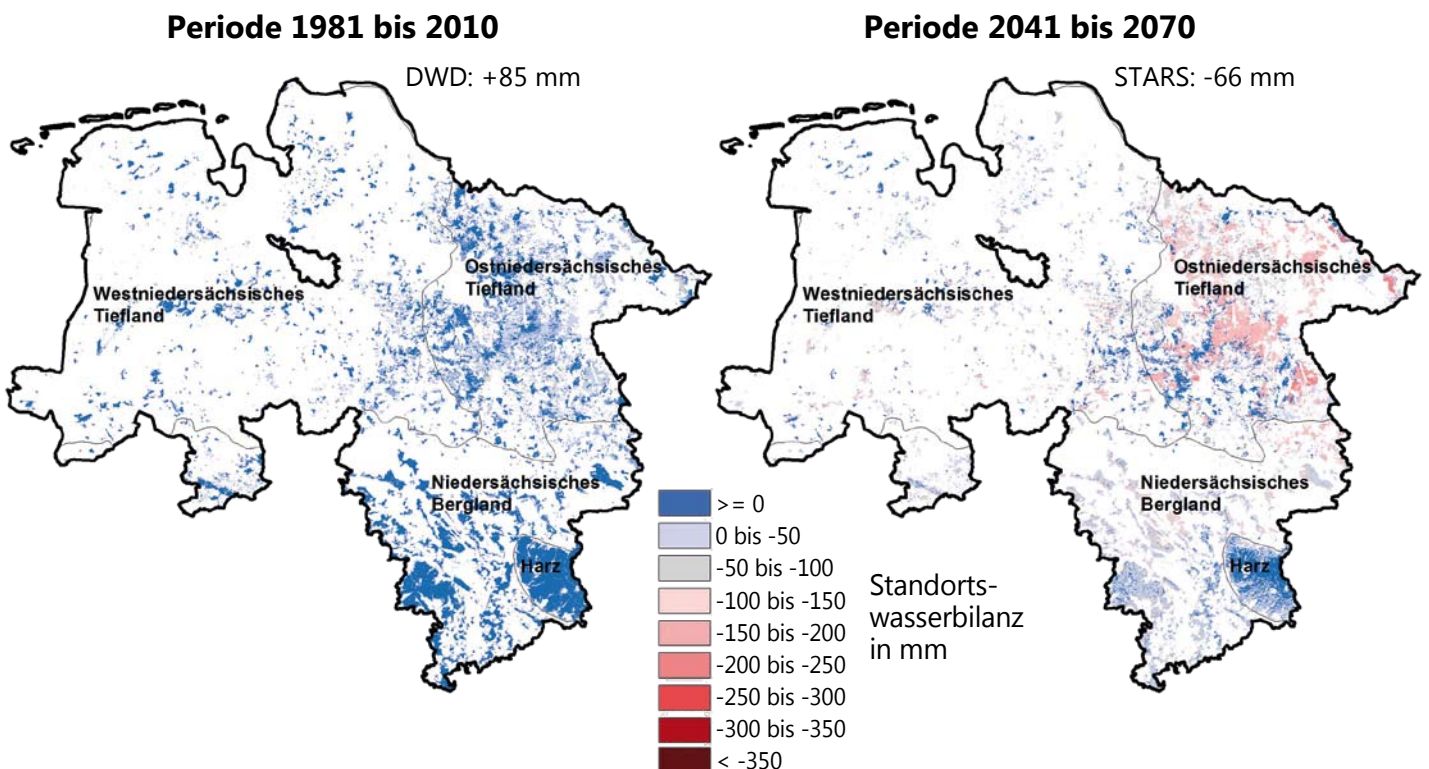 Periode 1981 bis 2010
DWD: +85 mm
Westniedersächsisches
Tiefland
Ostniedersächsisches
Tiefland
Niedersächsisches
Bergland
Harz
Periode 2041 bis 2070
STARS: -66 mm
Westniedersächsisches
Tiefland
Ostniedersächsisches
Tiefland
Niedersächsisches
Bergland
Harz
>= 0
0 bis -50
-50 bis -100
-100 bis -150
-150 bis -200
-200 bis -250
-250 bis -300
-300 bis -350
< -350
Standorts-
wasserbilanz
in mm